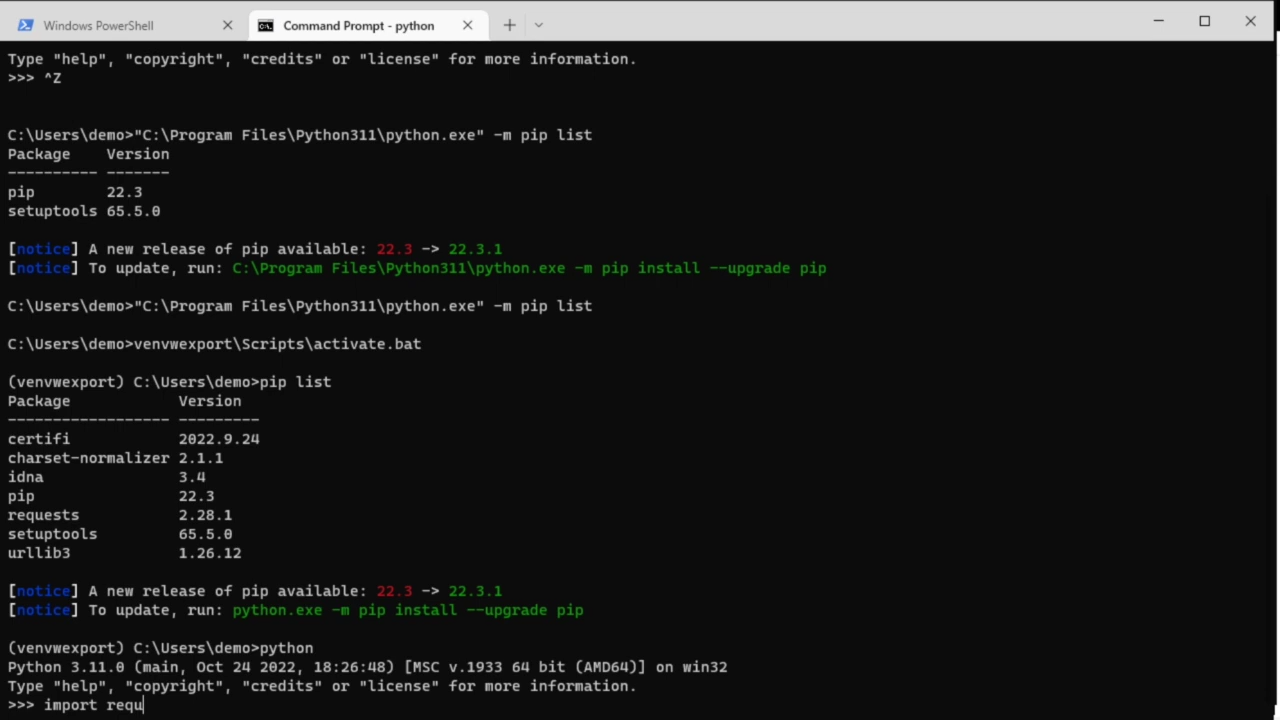 Windows PowerShell
Command Prompt - python
Type "help", "copyright", "credits" or "license" for more information.
>>> ^Z
C:\Users\demo>"C:\Program Files\Python311\python.exe" -m pip list
Package    Version
---------- -------
pip        22.3
setuptools 65.5.0
[notice] A new release of pip available: 22.3 -> 22.3.1
[notice] To update, run: C:\Program Files\Python311\python.exe -m pip install --upgrade pip
C:\Users\demo>"C:\Program Files\Python311\python.exe" -m pip list
C:\Users\demo>venvwexport\Scripts\activate.bat
(venvwexport) C:\Users\demo>pip list
Package            Version
------------------ ---------
certifi            2022.9.24
charset-normalizer 2.1.1
idna               3.4
pip                22.3
requests           2.28.1
setuptools         65.5.0
urllib3            1.26.12
[notice] A new release of pip available: 22.3 -> 22.3.1
[notice] To update, run: python.exe -m pip install --upgrade pip
(venvwexport) C:\Users\demo>python
Python 3.11.0 (main, Oct 24 2022, 18:26:48) [MSC v.1933 64 bit (AMD64)] on win32
Type "help", "copyright", "credits" or "license" for more information.
>>> import requ